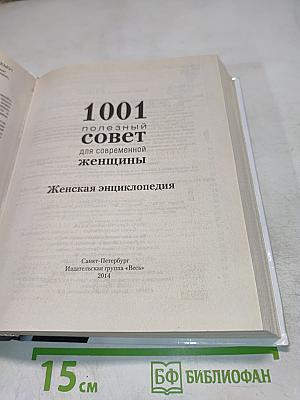 1001
полезный
совет
для современной
женщины
Женская энциклопедия
Санкт-Петербург
Издательская группа «Весь»
2014
15 см
БФ БИБЛИОФАН